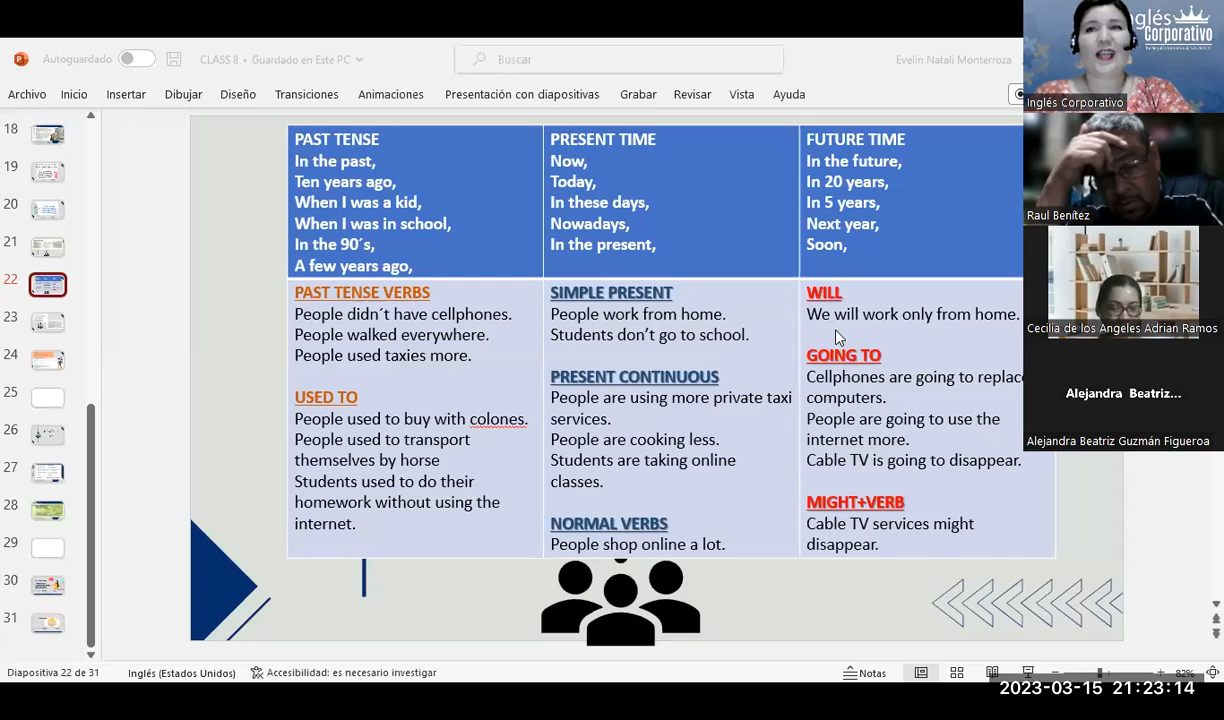 Autoguardado
CLASS 8 • Guardado en Este PC
Buscar
Evelin Natali Monterroza
Archivo Inicio Insertar Dibujar Diseño Transiciones Animaciones Presentación con diapositivas Grabar Revisar Vista Ayuda
Inglés
Corporativo
Inglés Corporativo
Raul Benítez
Cecilia de los Angeles Adrian Ramos
Alejandra Beatriz...
Alejandra Beatriz Guzmán Figueroa
18
19
20
21
22
23
24
25
26
27
28
29
30
31
PAST TENSE
In the past,
Ten years ago,
When I was a kid,
When I was in school,
In the 90´s,
A few years ago,
PRESENT TIME
Now,
Today,
In these days,
Nowadays,
In the present,
FUTURE TIME
In the future,
In 20 years,
In 5 years,
Next year,
Soon,
PAST TENSE VERBS
People didn´t have cellphones.
People walked everywhere.
People used taxies more.
USED TO
People used to buy with colones.
People used to transport
themselves by horse
Students used to do their
homework without using the
internet.
SIMPLE PRESENT
People work from home.
Students don’t go to school.
PRESENT CONTINUOUS
People are using more private taxi
services.
People are cooking less.
Students are taking online
classes.
NORMAL VERBS
People shop online a lot.
WILL
We will work only from home.
GOING TO
Cellphones are going to replac
computers.
People are going to use the
internet more.
Cable TV is going to disappear.
MIGHT+VERB
Cable TV services might
disappear.
Diapositiva 22 de 31
Inglés (Estados Unidos)
Accesibilidad: es necesario investigar
Notas
82%
2023-03-15 21:23:14